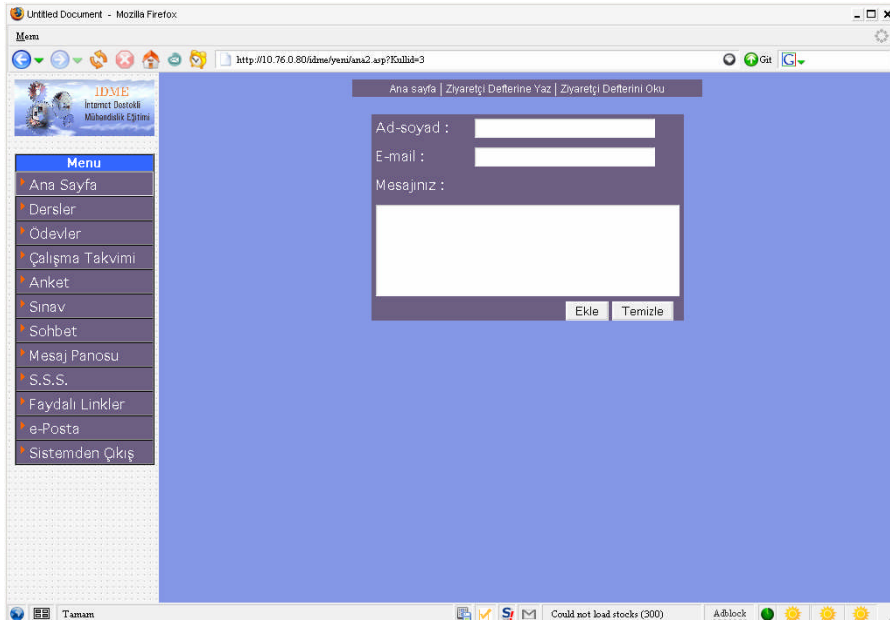 Untitled Document - Mozilla Firefox
Menu
http://10.76.0.80/idme/yeni/ana2.asp?Kullid=3
Git
G
İDME
İnternet Destekli
Mühendislik Eğitimi
Ana sayfa | Ziyaretçi Defterine Yaz | Ziyaretçi Defterini Oku
Menu
Ana Sayfa
Dersler
Ödevler
Çalışma Takvimi
Anket
Sınav
Sohbet
Mesaj Panosu
S.S.S.
Faydalı Linkler
e-Posta
Sistemden Çıkış
Ad-soyad :
E-mail :
Mesajınız :
Ekle Temizle
Tamam
Could not load stocks (300)
Adblock